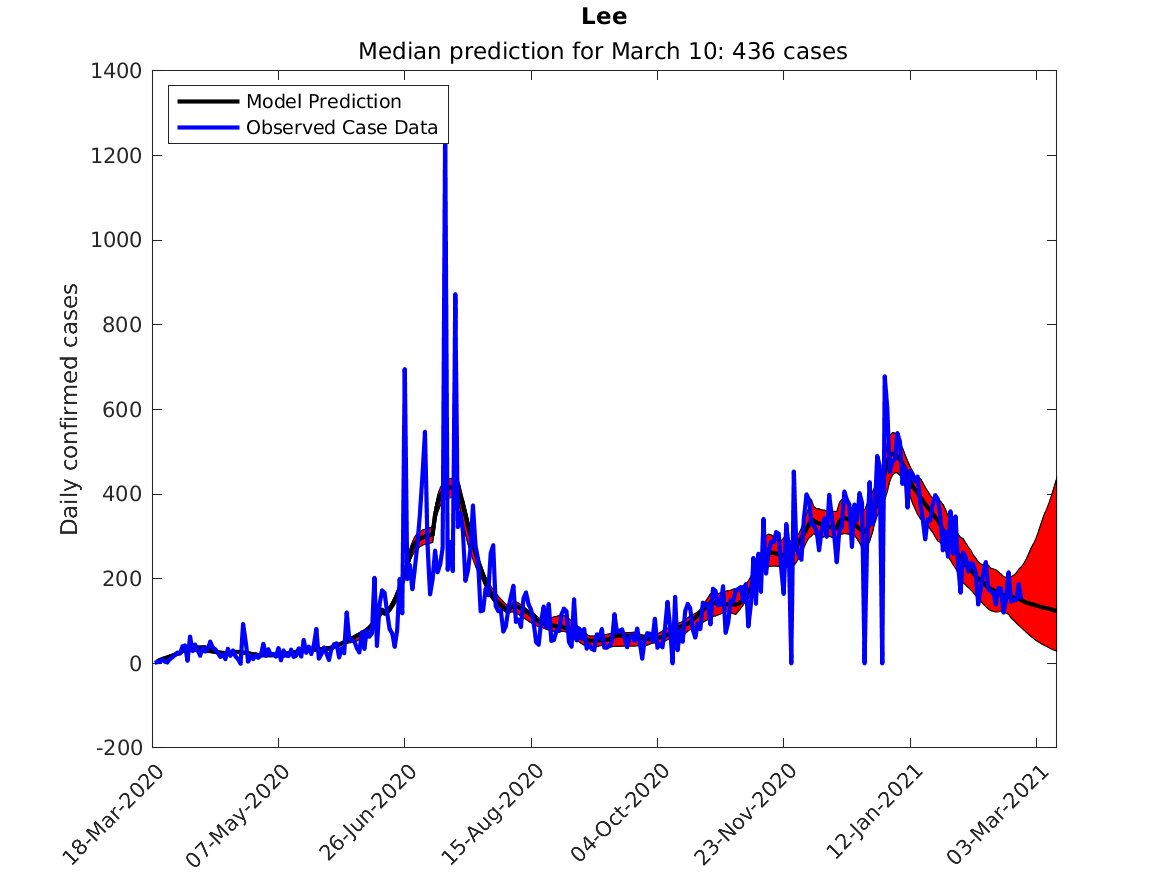 Lee
Median prediction for March 10: 436 cases
1400
1200
1000
800
600
400
200
0
-200
Daily confirmed cases
Model Prediction
Observed Case Data
18-Mar-2020
07-May-2020
26-Jun-2020
15-Aug-2020
04-Oct-2020
23-Nov-2020
12-Jan-2021
03-Mar-2021